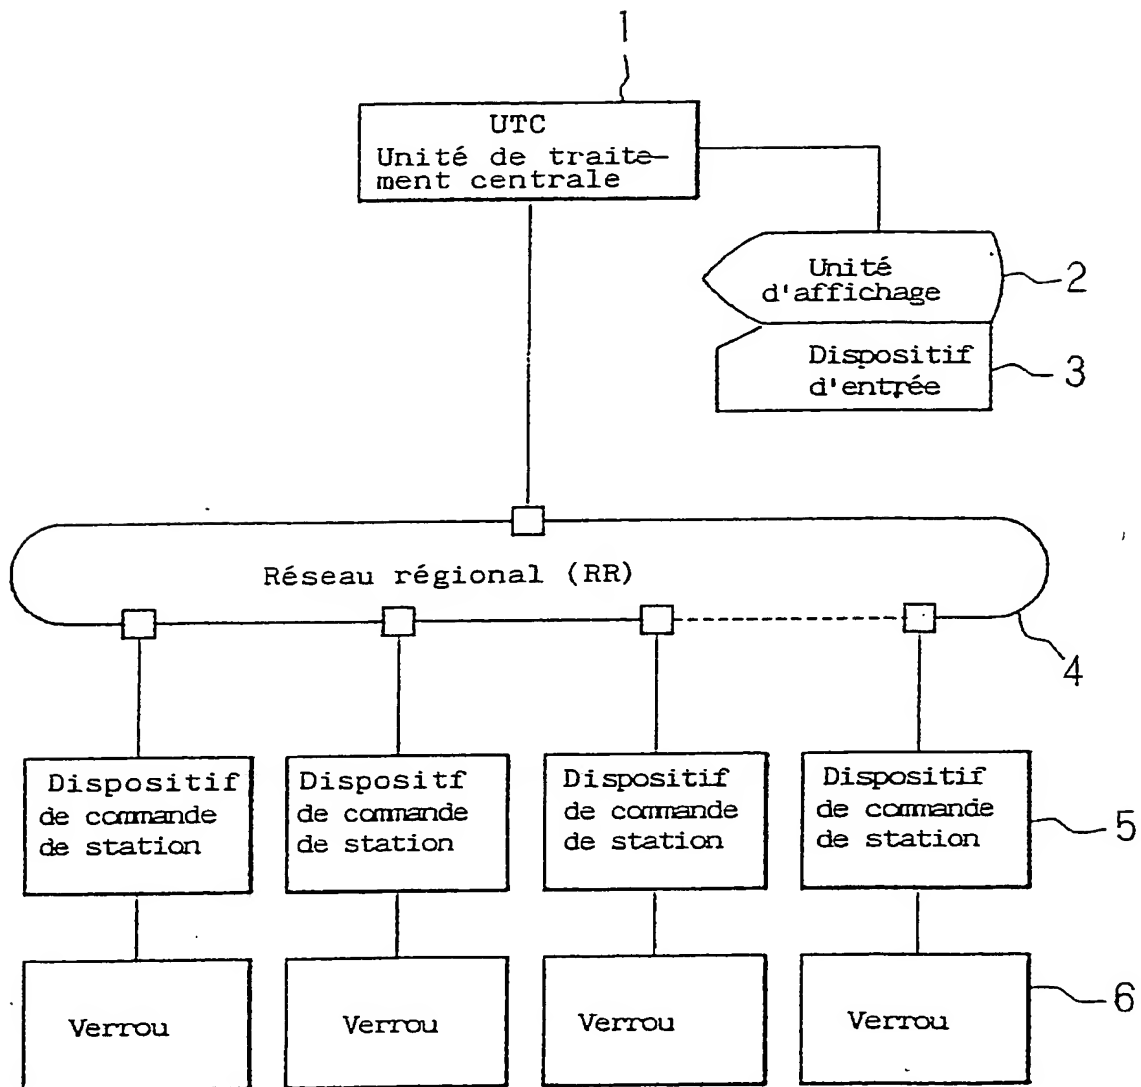 1
UTC
Unité de traite-
ment centrale
Unité
d'affichage
2
Dispositif
d'entrée
3
Réseau régional (RR)
4
Dispositif
de commande
de station
Dispositf
de commande
de station
Dispositif
de commande
de station
Dispositif
de commande
de station
5
Verrou
Verrou
Verrou
Verrou
6